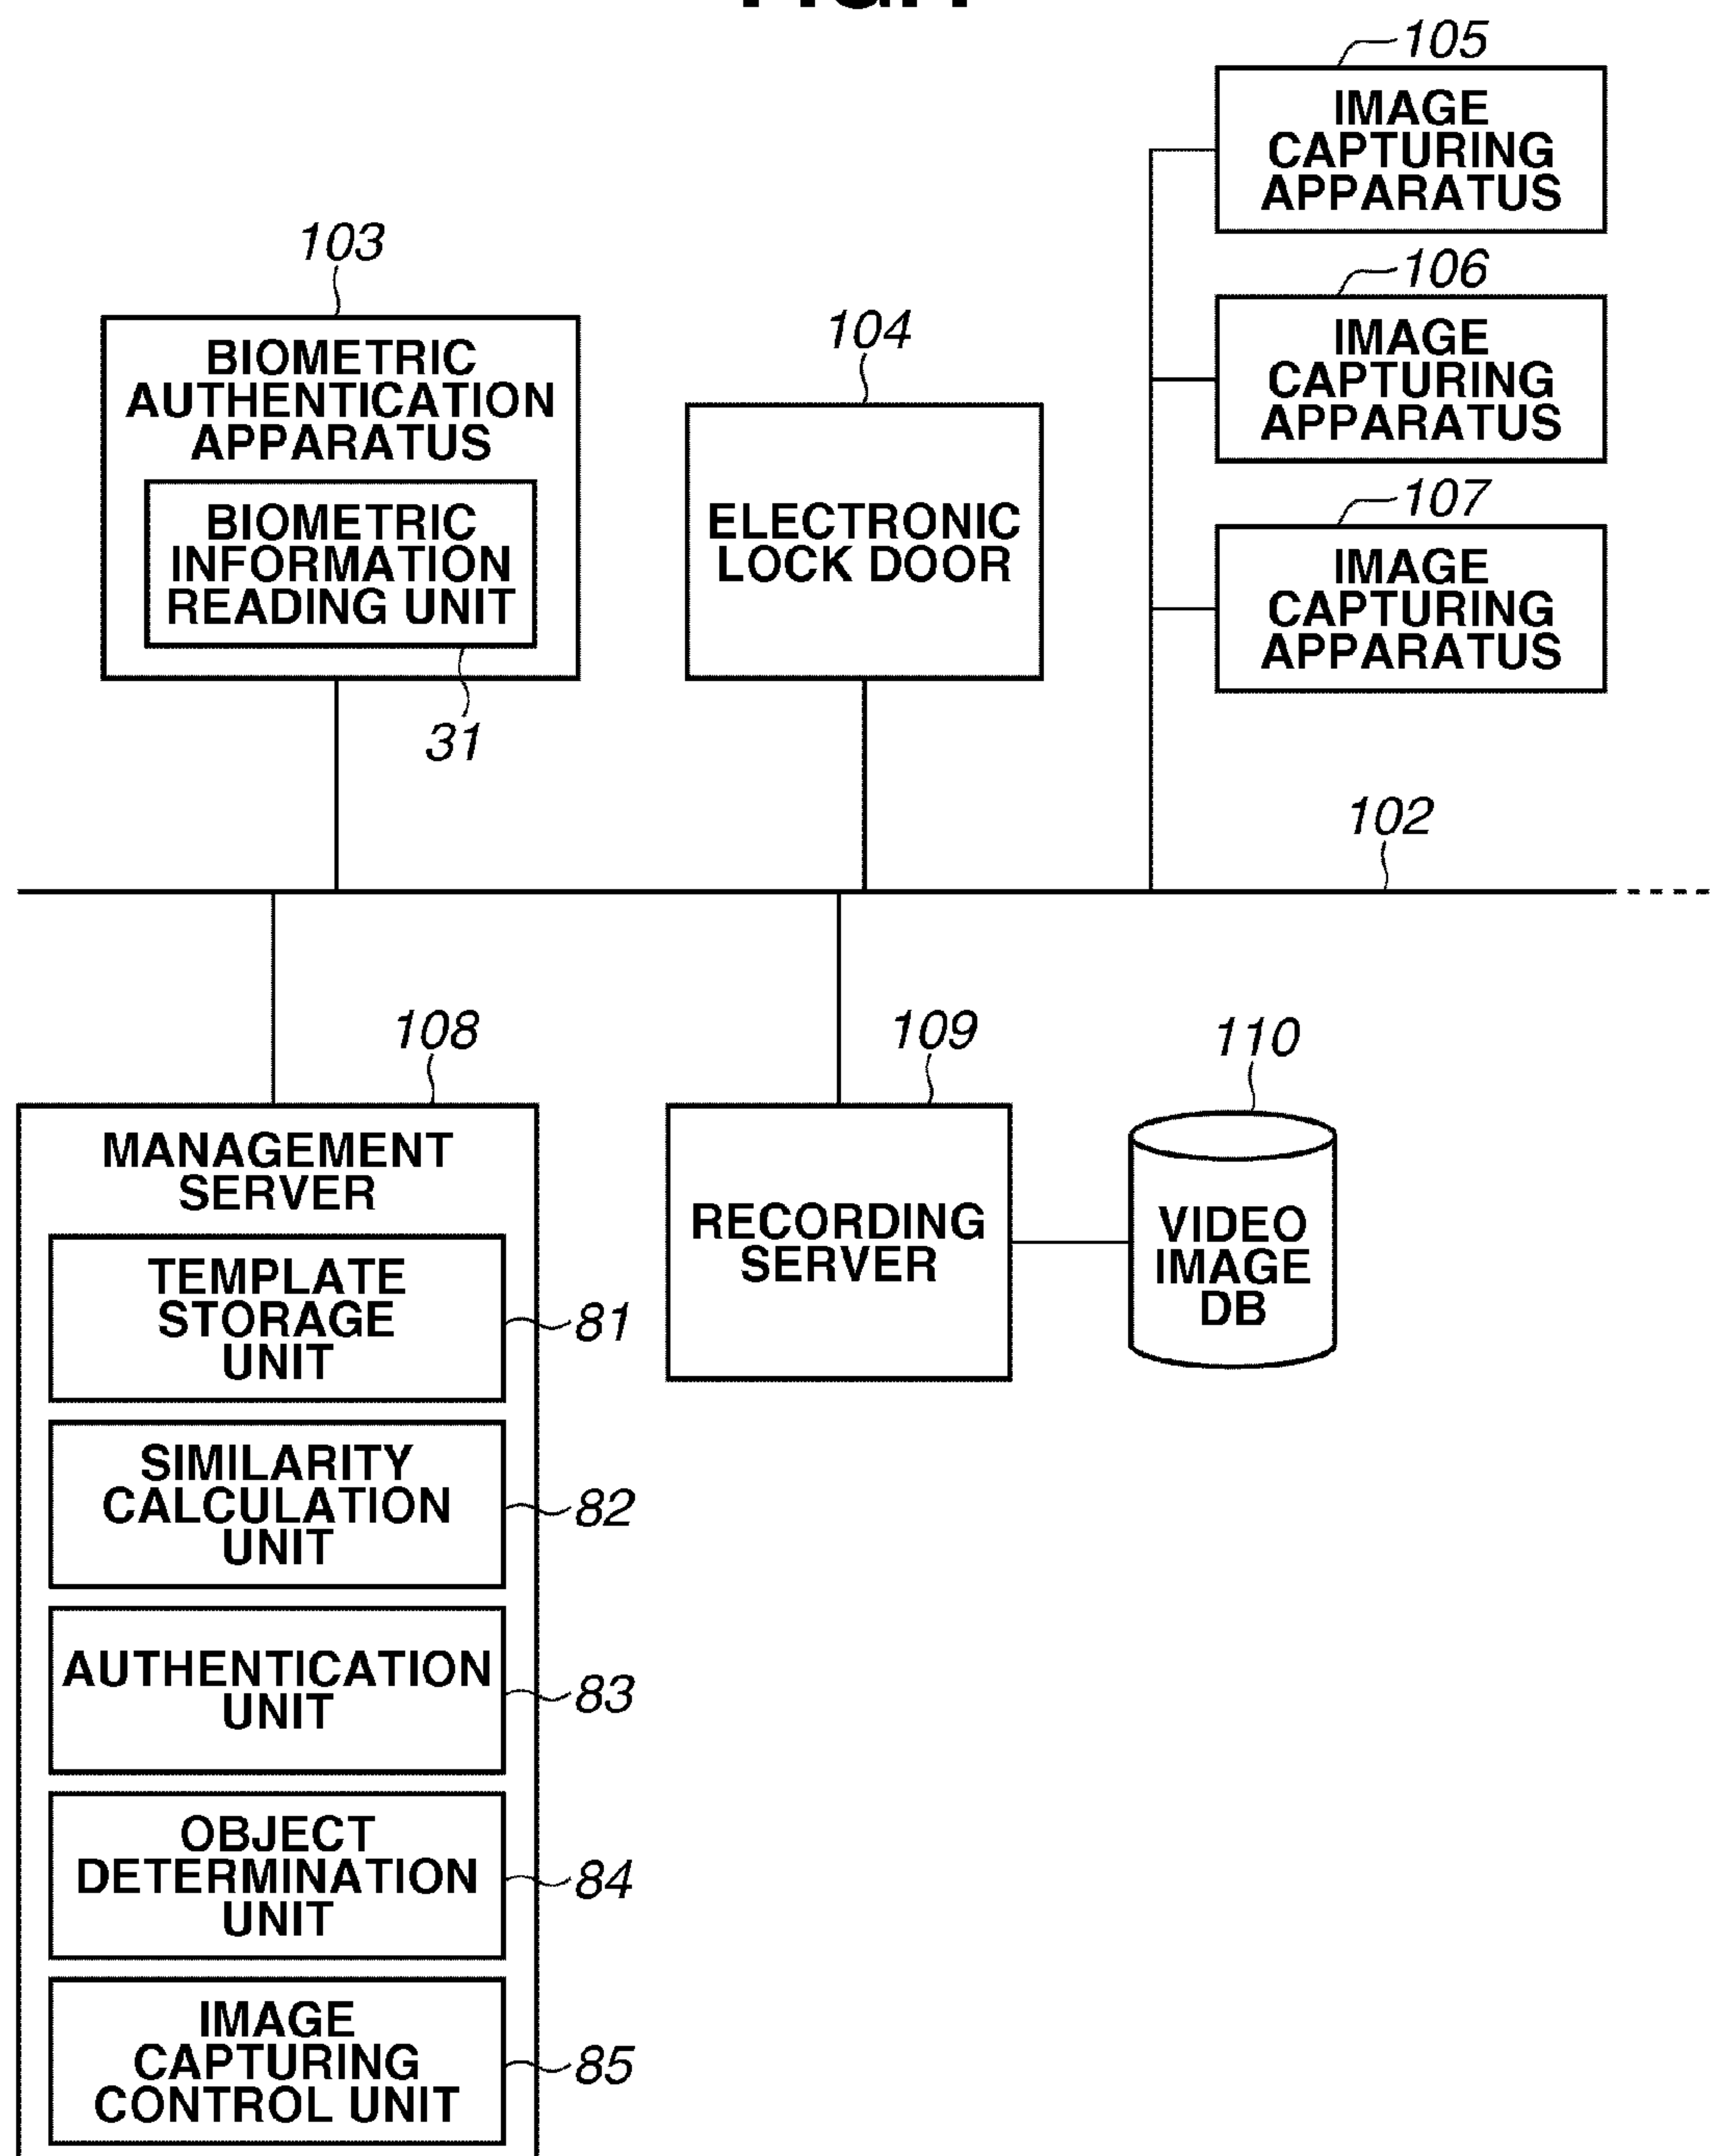 105
IMAGE
CAPTURING
APPARATUS
103
106
BIOMETRIC
AUTHENTICATION
APPARATUS
104
IMAGE
CAPTURING
APPARATUS
BIOMETRIC
INFORMATION
READING UNIT
ELECTRONIC
LOCK DOOR
107
IMAGE
CAPTURING
APPARATUS
31
102
108
109
110
MANAGEMENT
SERVER
RECORDING
SERVER
VIDEO
IMAGE
DB
TEMPLATE
STORAGE
UNIT
81
SIMILARITY
CALCULATION
UNIT
82
AUTHENTICATION
UNIT
83
OBJECT
DETERMINATION
UNIT
84
IMAGE
CAPTURING
CONTROL UNIT
85